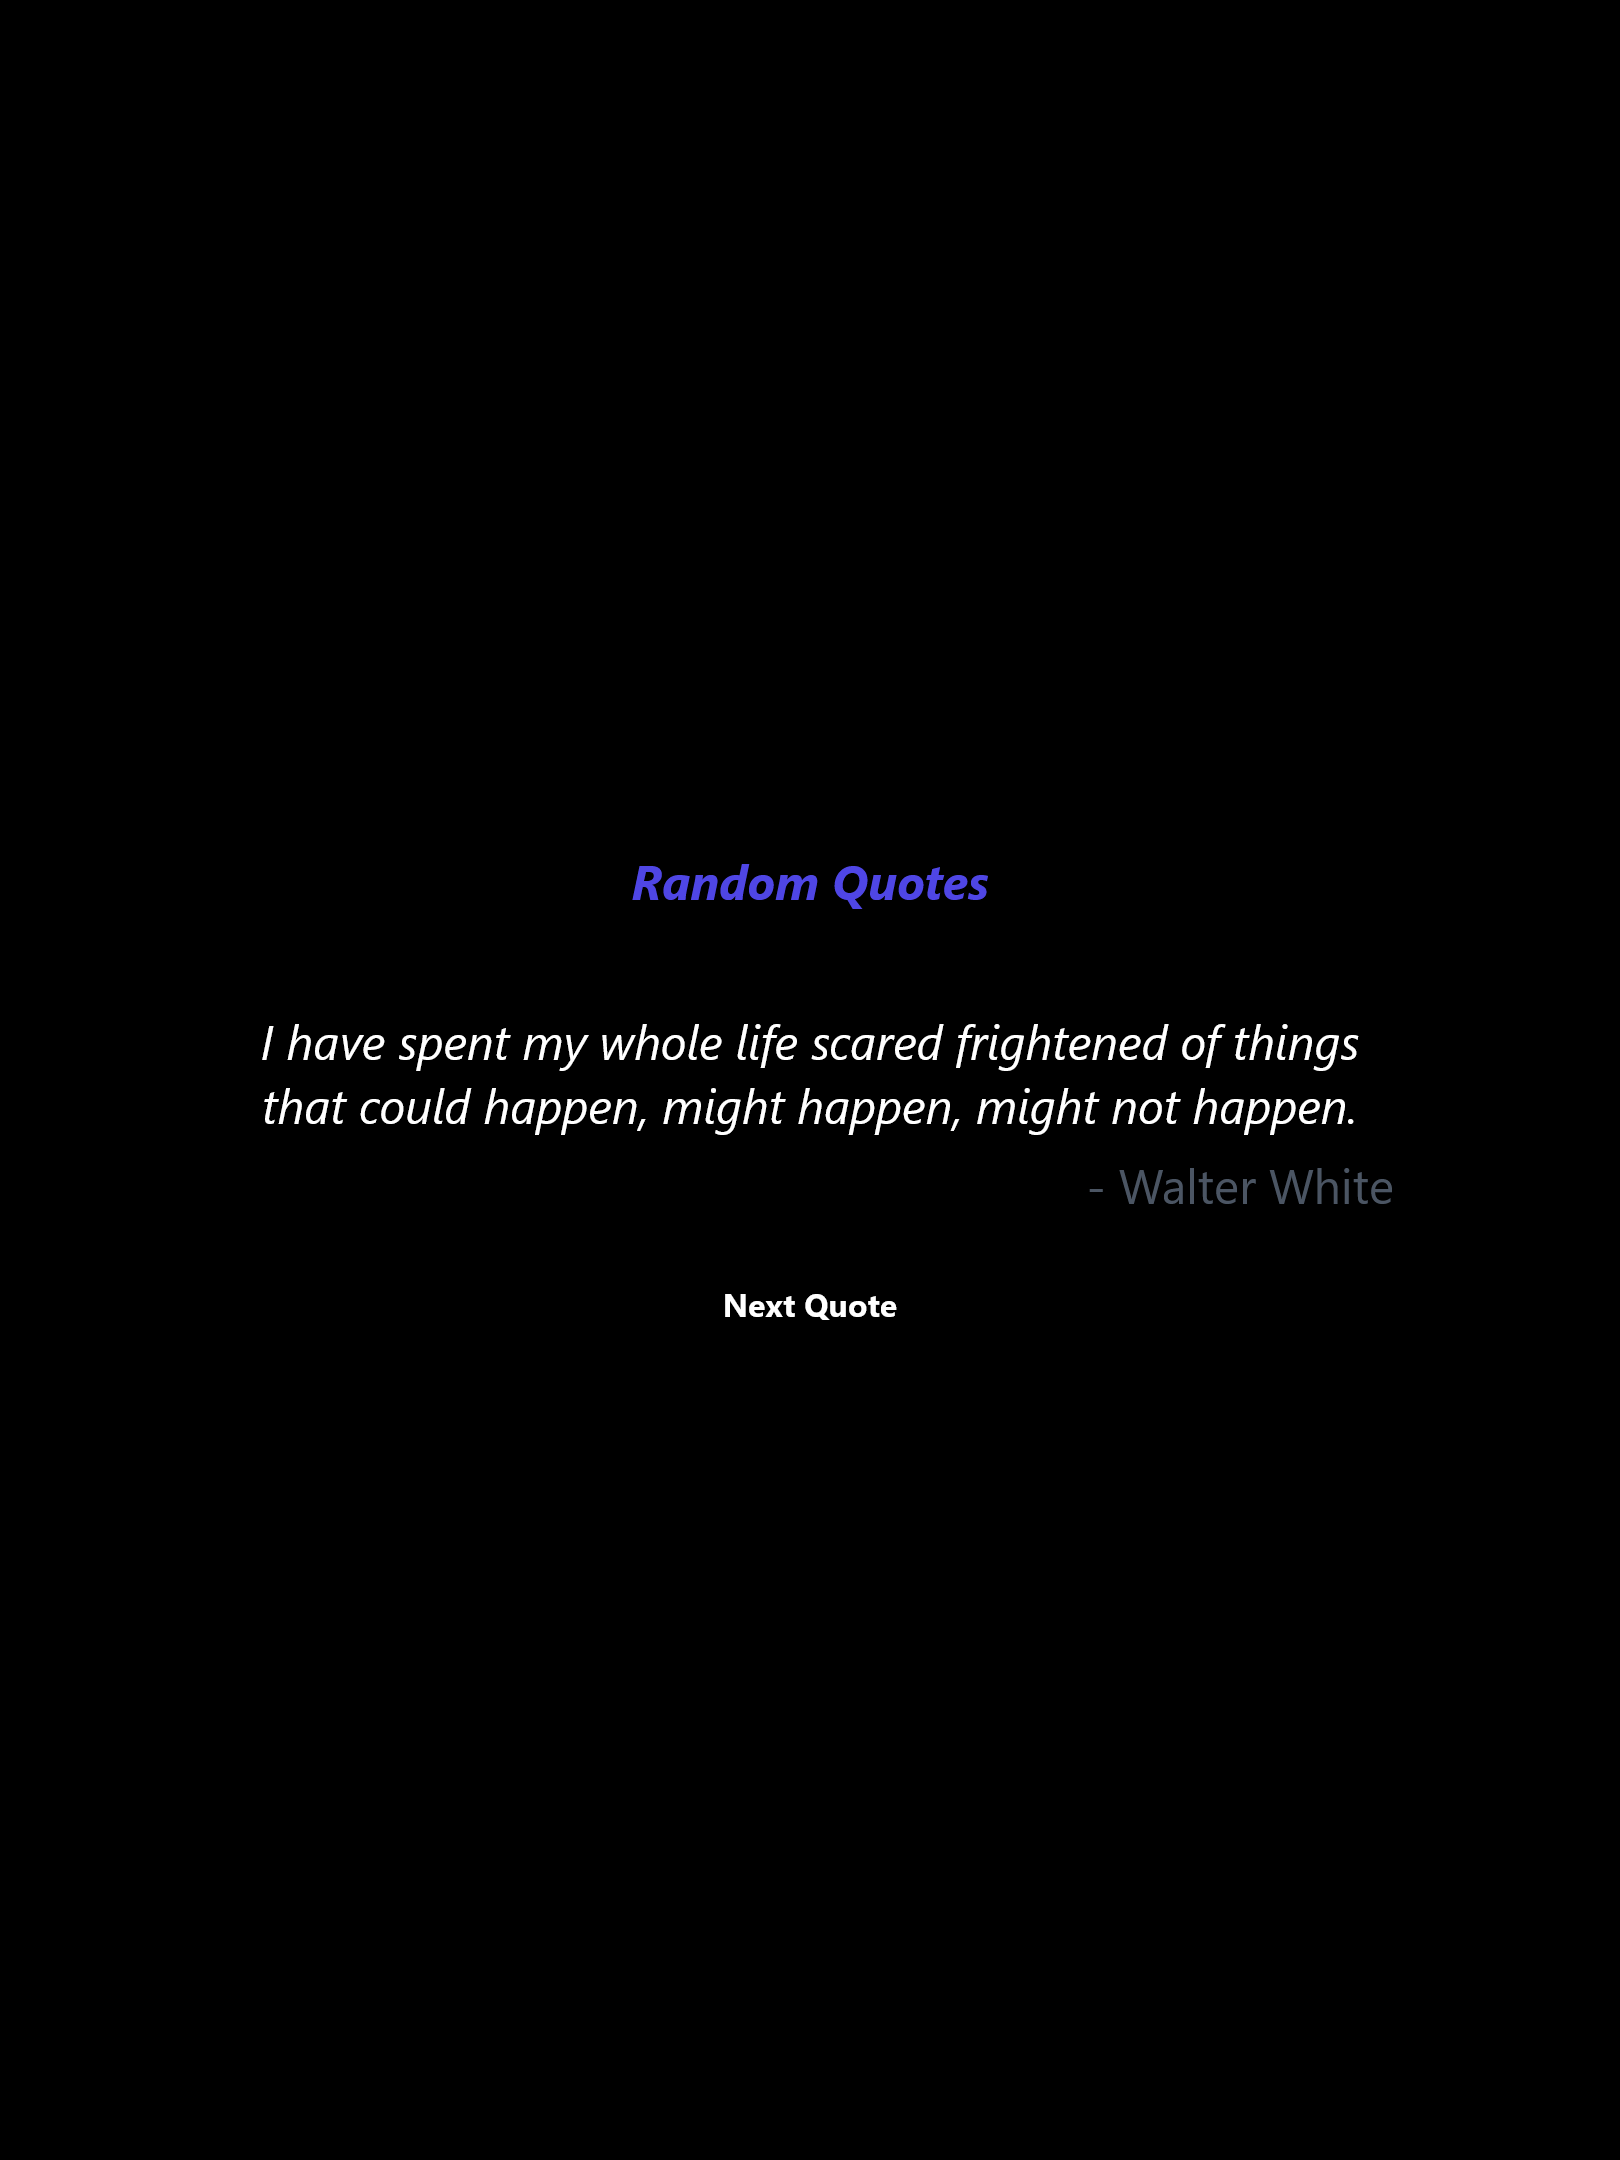 Random Quotes
I have spent my whole life scared frightened of things
that could happen, might happen, might not happen.
- Walter White
Next Quote